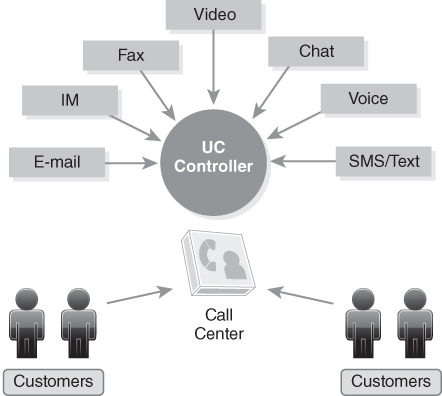 Video
Fax
Chat
IM
Voice
UC
Controller
E-mail
SMS/Text
Call
Center
Customers
Customers